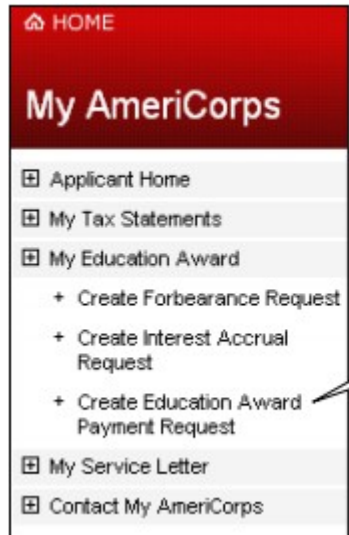 HOME
My AmeriCorps
Applicant Home
My Tax Statements
My Education Award
+ Create Forbearance Request
+ Create Interest Accrual
Request
+ Create Education Award
Payment Request
My Service Letter
Contact My AmeriCorps